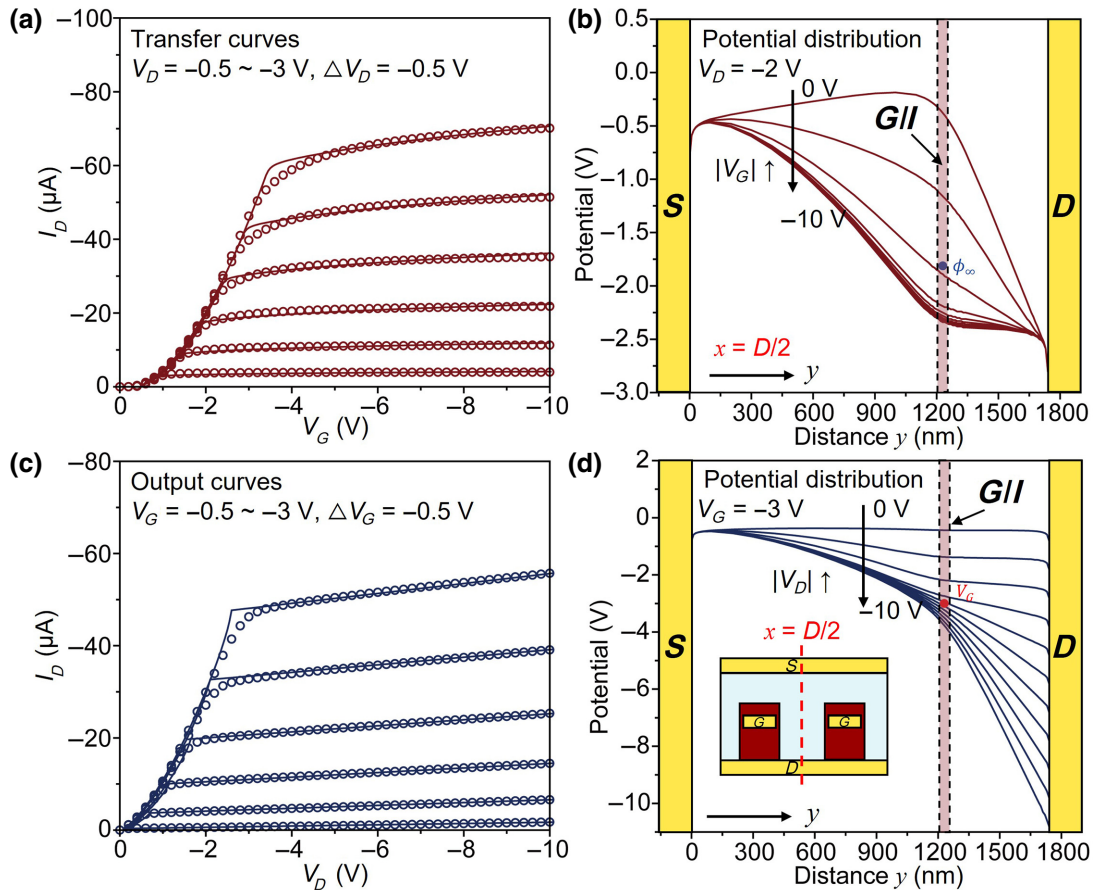 (a)
Transfer curves
V_D = −0.5 ~ −3 V, △V_D = −0.5 V
−100
−80
−60
−40
−20
0
I_D (μA)
0 −2 −4 −6 −8 −10
V_G (V)
(b)
Potential distribution
V_D = −2 V
0 V
G/I
|V_G| ↑
−10 V
S
D
ϕ_∞
x = D/2
y
0.5
0.0
−0.5
−1.0
−1.5
−2.0
−2.5
−3.0
Potential (V)
0 300 600 900 1200 1500 1800
Distance y (nm)
(c)
Output curves
V_G = −0.5 ~ −3 V, △V_G = −0.5 V
−80
−60
−40
−20
0
I_D (μA)
0 −2 −4 −6 −8 −10
V_D (V)
(d)
Potential distribution
V_G = −3 V
0 V
G/I
|V_D| ↑
−10 V
V_G
S
D
x = D/2
S
G G
D
y
2
0
−2
−4
−6
−8
−10
Potential (V)
0 300 600 900 1200 1500 1800
Distance y (nm)